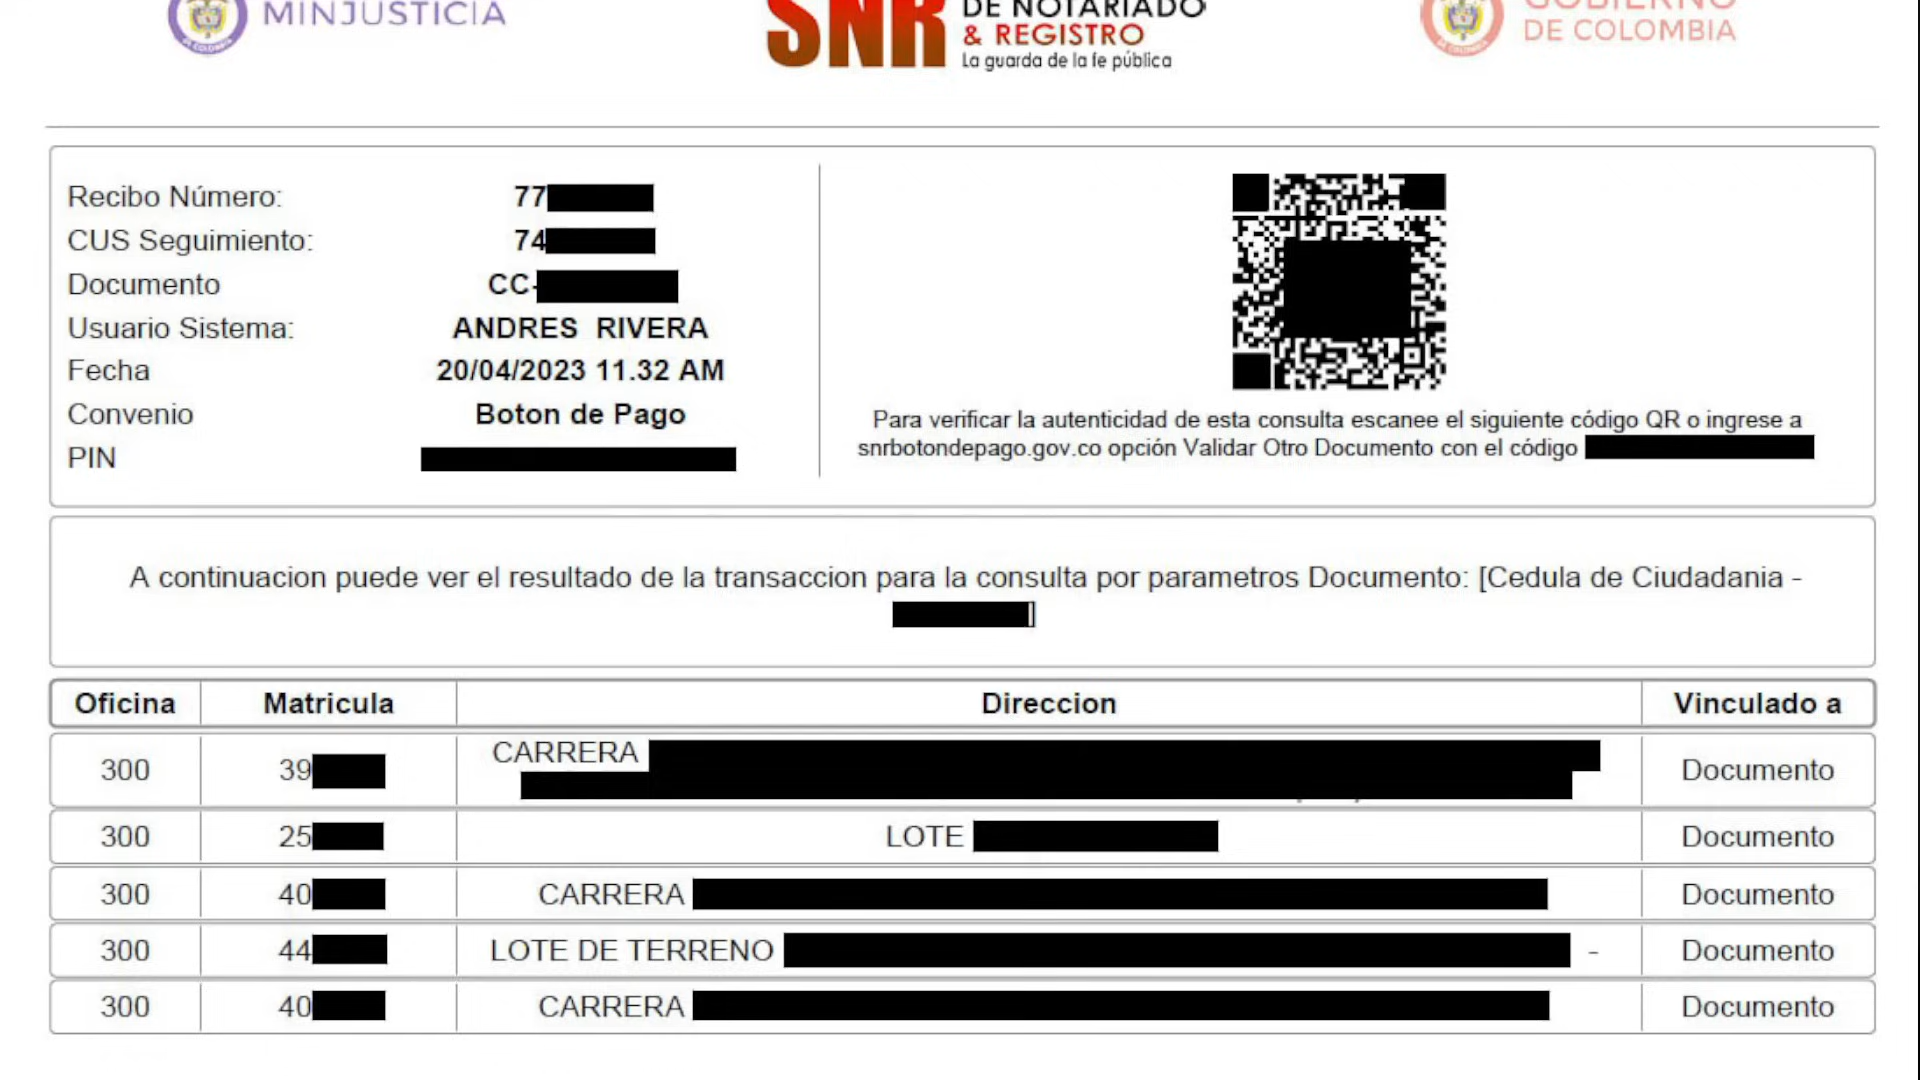 MINJUSTICIA
SNR
DE NOTARIADO
& REGISTRO
La guarda de la fe pública
GOBIERNO
DE COLOMBIA
Recibo Número: 77
CUS Seguimiento: 74
Documento CC-
Usuario Sistema: ANDRES RIVERA
Fecha 20/04/2023 11.32 AM
Convenio Boton de Pago
PIN
Para verificar la autenticidad de esta consulta escanee el siguiente código QR o ingrese a
snrbotondepago.gov.co opción Validar Otro Documento con el código
A continuacion puede ver el resultado de la transaccion para la consulta por parametros Documento: [Cedula de Ciudadania -
]
Oficina Matricula Direccion Vinculado a
300 39 CARRERA Documento
300 25 LOTE Documento
300 40 CARRERA Documento
300 44 LOTE DE TERRENO - Documento
300 40 CARRERA Documento